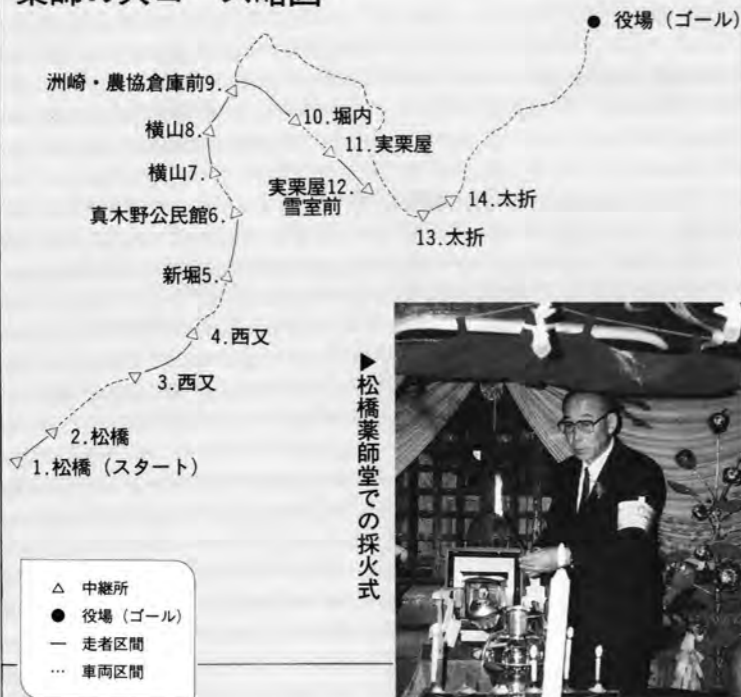 役場（ゴール）
洲崎・農協倉庫前9.
10.堀内
横山8.
11.実栗屋
横山7.
実栗屋12.
雪室前
真木野公民館6.
14.太折
13.太折
新堀5.
4.西又
3.西又
2.松橋
1.松橋（スタート）
▶松橋薬師堂での採火式
△ 中継所
● 役場（ゴール）
― 走者区間
… 車両区間